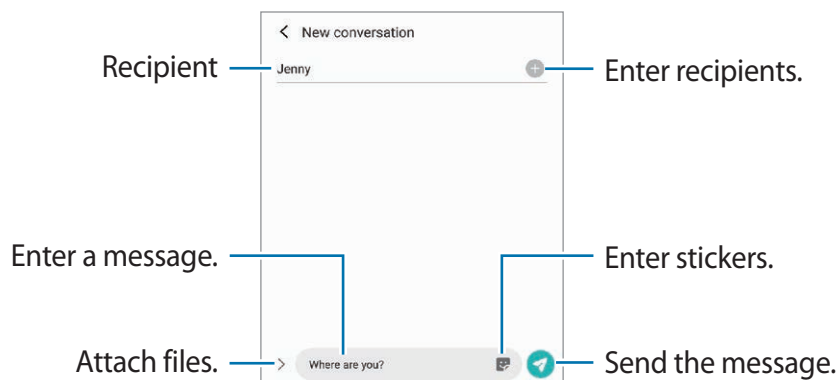 New conversation
Recipient
Jenny
Enter recipients.
Enter a message.
Enter stickers.
Attach files.
Where are you?
Send the message.